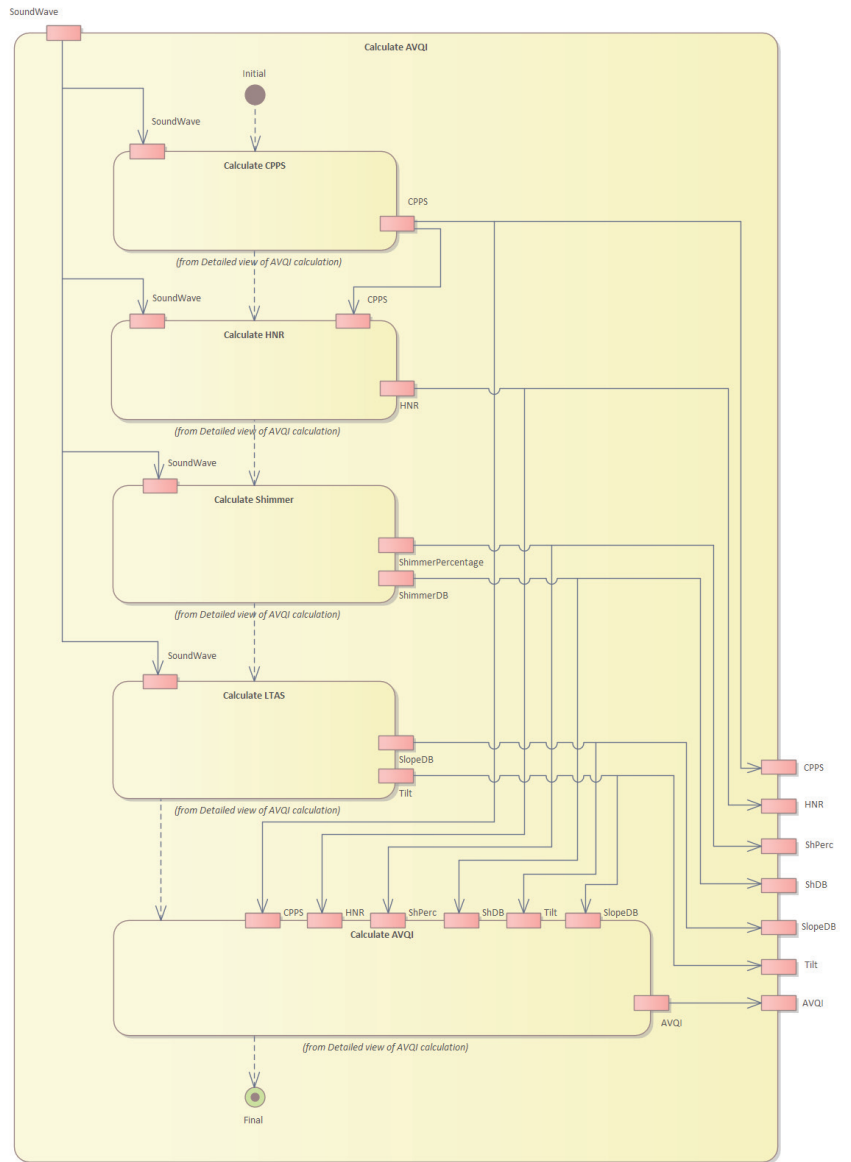 SoundWave
Calculate AVQI
Initial
SoundWave
Calculate CPPS
CPPS
(from Detailed view of AVQI calculation)
SoundWave
CPPS
Calculate HNR
HNR
(from Detailed view of AVQI calculation)
SoundWave
Calculate Shimmer
ShimmerPercentage
ShimmerDB
(from Detailed view of AVQI calculation)
SoundWave
Calculate LTAS
SlopeDB
Tilt
(from Detailed view of AVQI calculation)
CPPS
HNR
ShPerc
ShDB
SlopeDB
Tilt
AVQI
CPPS HNR ShPerc ShDB Tilt SlopeDB
Calculate AVQI
AVQI
(from Detailed view of AVQI calculation)
Final